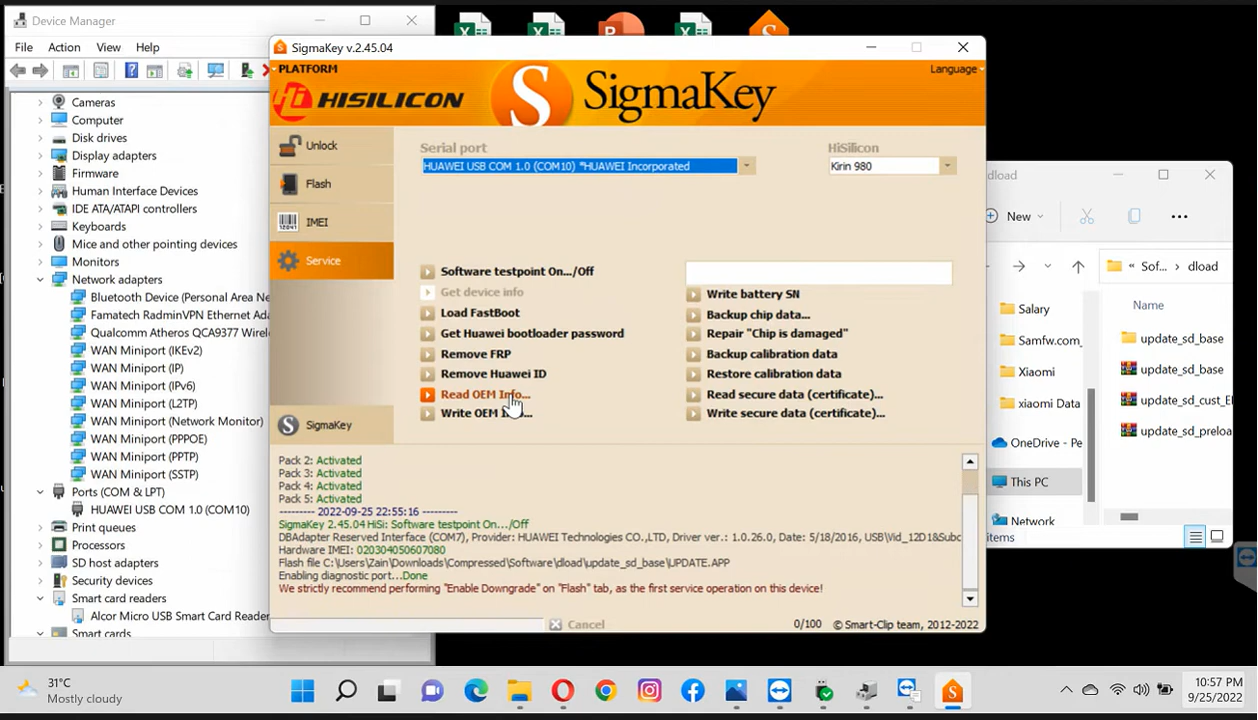 Device Manager
File Action View Help
Cameras
Computer
Disk drives
Display adapters
Firmware
Human Interface Devices
IDE ATA/ATAPI controllers
Keyboards
Mice and other pointing devices
Monitors
Network adapters
Bluetooth Device (Personal Area Ne
Famatech RadminVPN Ethernet Ad
Qualcomm Atheros QCA9377 Wirele
WAN Miniport (IKEv2)
WAN Miniport (IP)
WAN Miniport (IPv6)
WAN Miniport (L2TP)
WAN Miniport (Network Monitor)
WAN Miniport (PPPOE)
WAN Miniport (PPTP)
WAN Miniport (SSTP)
Ports (COM & LPT)
HUAWEI USB COM 1.0 (COM10)
Print queues
Processors
SD host adapters
Security devices
Smart card readers
Alcor Micro USB Smart Card Reader
Smart cards
SigmaKey v.2.45.04
PLATFORM
HISILICON
SigmaKey
Language
Unlock
Flash
IMEI
Service
SigmaKey
Serial port
HUAWEI USB COM 1.0 (COM10) "HUAWEI Incorporated
HiSilicon
Kirin 980
Software testpoint On.../Off
Get device info
Load FastBoot
Get Huawei bootloader password
Remove FRP
Remove Huawei ID
Read OEM Info...
Write OEM
Write battery SN
Backup chip data...
Repair "Chip is damaged"
Backup calibration data
Restore calibration data
Read secure data (certificate)...
Write secure data (certificate)...
Pack 2: Activated
Pack 3: Activated
Pack 4: Activated
Pack 5: Activated
--------- 2022-09-25 22:55:16 ---------
SigmaKey 2.45.04 HiSi: Software testpoint On.../Off
DBAdapter Reserved Interface (COM7), Provider: HUAWEI Technologies CO.,LTD, Driver ver.: 1.0.26.0, Date: 5/18/2016, USB\Vid_12D1&Subc
Hardware IMEI: 020304050607080
Flash file C:\Users\Zain\Downloads\Compressed\Software\dload\update_sd_base\UPDATE.APP
Enabling diagnostic port...Done
We strictly recommend performing "Enable Downgrade" on "Flash" tab, as the first service operation on this device!
Cancel
0/100
© Smart-Clip team, 2012-2022
dload
New
« Sof... > dload
Salary
Samfw.com_
Xiaomi
xiaomi Data
OneDrive - Pe
This PC
Network
Name
update_sd_base
update_sd_base
update_sd_cust_El
update_sd_preloa
items
31°C
Mostly cloudy
10:57 PM
9/25/2022